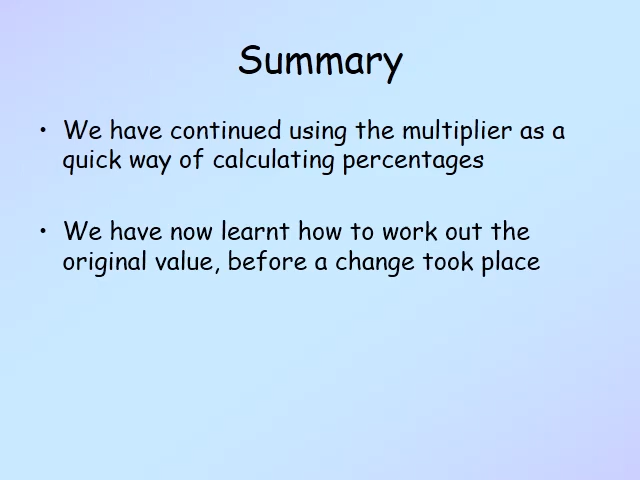 Summary
• We have continued using the multiplier as a
quick way of calculating percentages
• We have now learnt how to work out the
original value, before a change took place